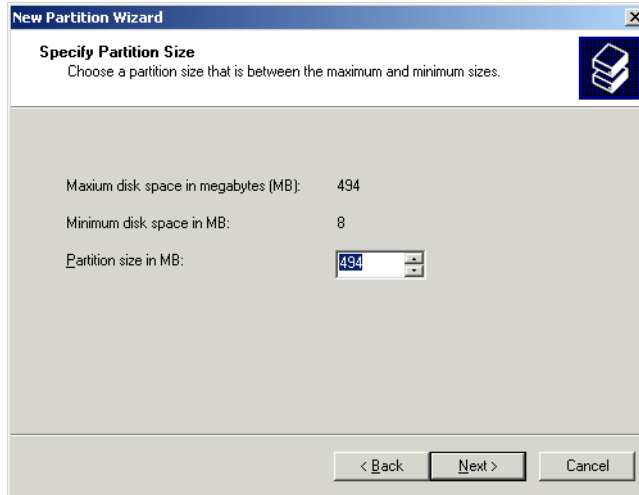 New Partition Wizard
Specify Partition Size
Choose a partition size that is between the maximum and minimum sizes.
Maxium disk space in megabytes (MB): 494
Minimum disk space in MB: 8
Partition size in MB: 494
< Back Next > Cancel